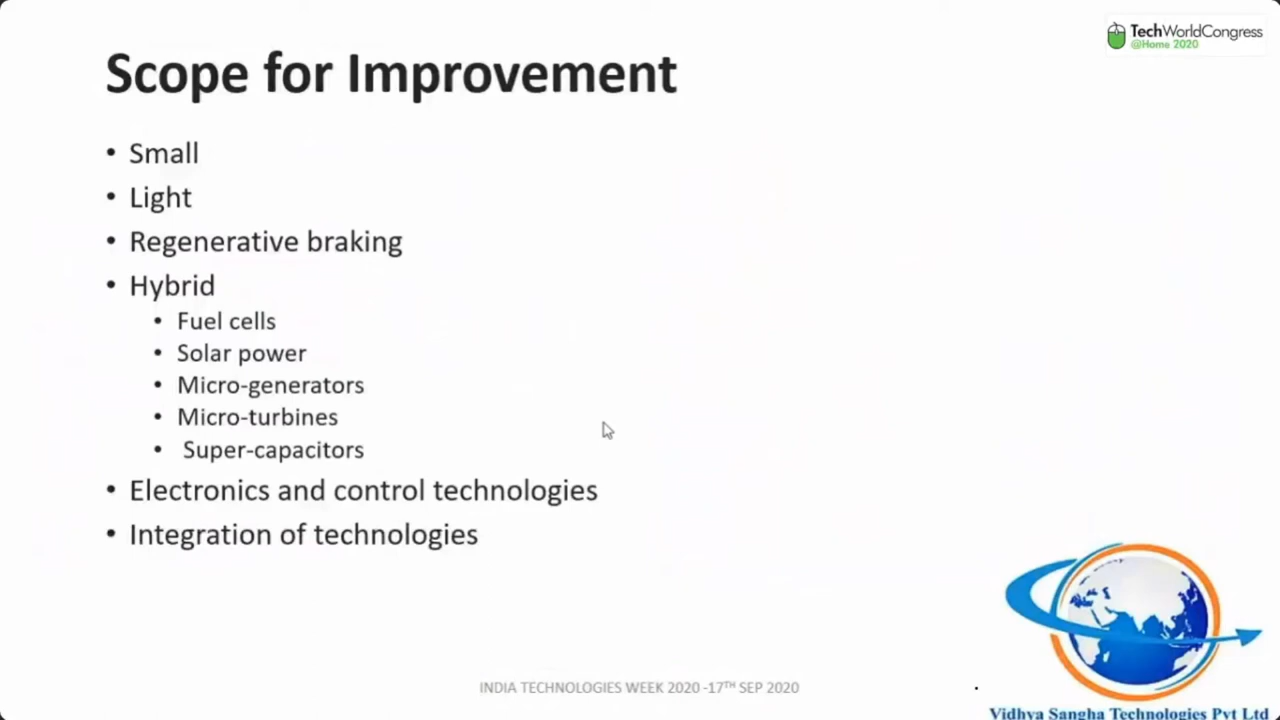 TechWorldCongress
@Home 2020
Scope for Improvement
• Small
• Light
• Regenerative braking
• Hybrid
• Fuel cells
• Solar power
• Micro-generators
• Micro-turbines
• Super-capacitors
• Electronics and control technologies
• Integration of technologies
INDIA TECHNOLOGIES WEEK 2020 -17TH SEP 2020
.
Vidhya Sangha Technologies Pvt Ltd